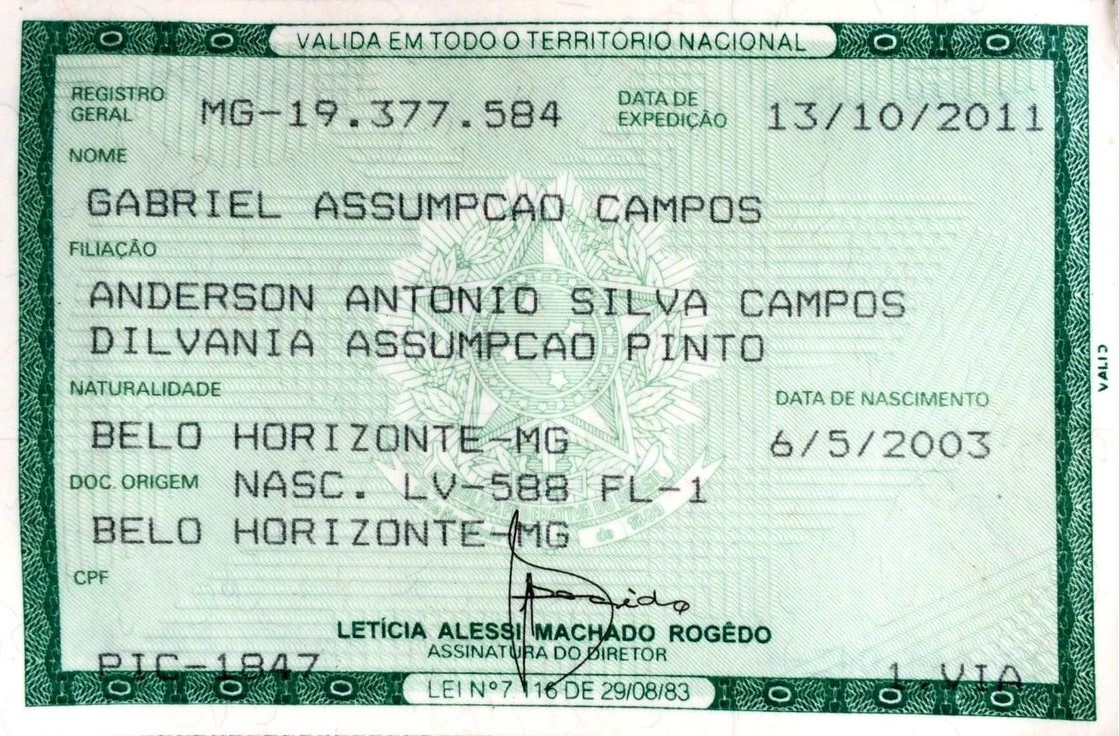 VALIDA EM TODO O TERRITORIO NACIONAL
REGISTRO GERAL MG-19.377.584 DATA DE EXPEDIÇÃO 13/10/2011
NOME
GABRIEL ASSUMPCAO CAMPOS
FILIAÇÃO
ANDERSON ANTONIO SILVA CAMPOS
DILVANIA ASSUMPCAO PINTO
NATURALIDADE DATA DE NASCIMENTO
BELO HORIZONTE-MG 6/5/2003
DOC. ORIGEM NASC. LV-588 FL-1
BELO HORIZONTE-MG
CPF
LETÍCIA ALESSI MACHADO ROGÊDO
ASSINATURA DO DIRETOR
PIC-1847 1.VIA
LEI Nº 7.116 DE 29/08/83